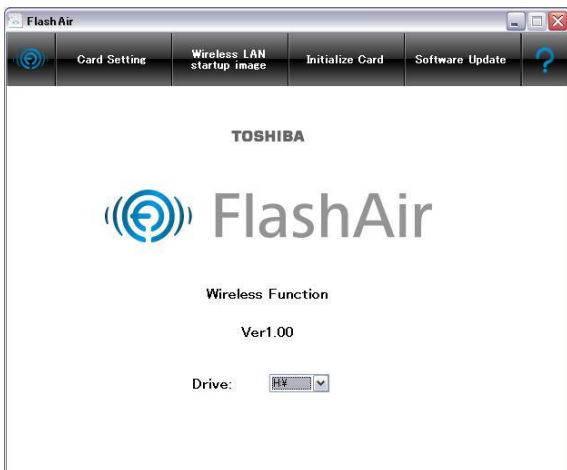 FlashAir
Card Setting
Wireless LAN
startup image
Initialize Card
Software Update
?
TOSHIBA
FlashAir
Wireless Function
Ver1.00
Drive: H¥